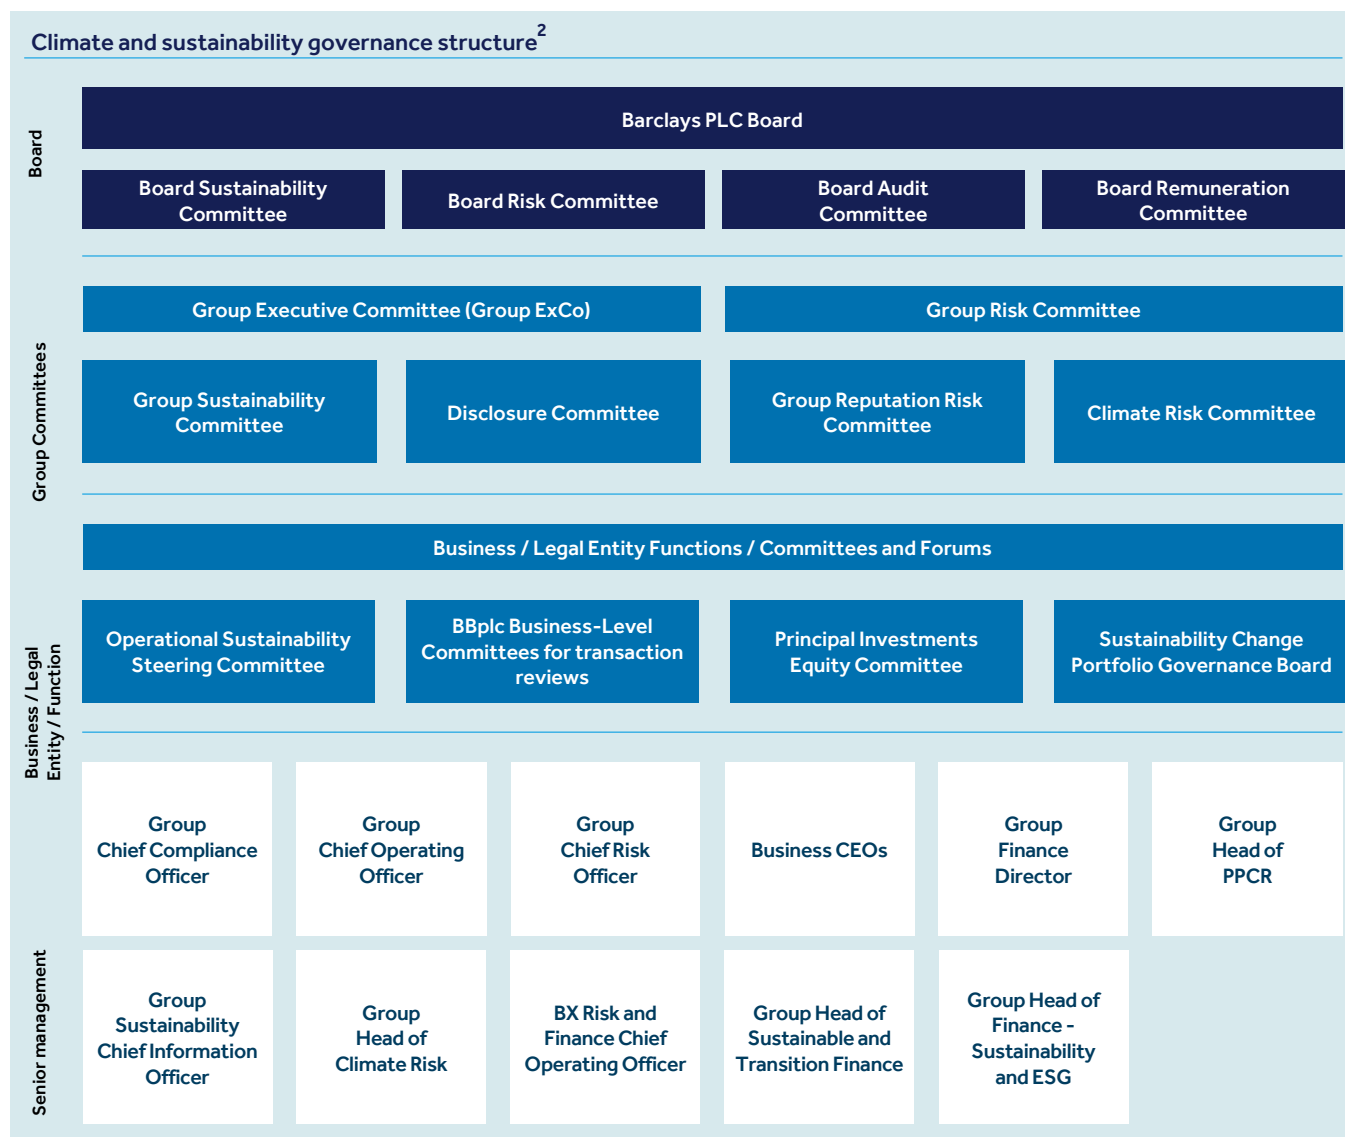 Climate and sustainability governance structure2
Board
Barclays PLC Board
Board Sustainability
Committee
Board Risk Committee
Board Audit
Committee
Board Remuneration
Committee
Group Committees
Group Executive Committee (Group ExCo)
Group Risk Committee
Group Sustainability
Committee
Disclosure Committee
Group Reputation Risk
Committee
Climate Risk Committee
Business / Legal
Entity / Function
Business / Legal Entity Functions / Committees and Forums
Operational Sustainability
Steering Committee
BBplc Business-Level
Committees for transaction
reviews
Principal Investments
Equity Committee
Sustainability Change
Portfolio Governance Board
Senior management
Group
Chief Compliance
Officer
Group
Chief Operating
Officer
Group
Chief Risk
Officer
Business CEOs
Group
Finance
Director
Group
Head of
PPCR
Group
Sustainability
Chief Information
Officer
Group
Head of
Climate Risk
BX Risk and
Finance Chief
Operating Officer
Group Head of
Sustainable and
Transition Finance
Group Head of
Finance -
Sustainability
and ESG